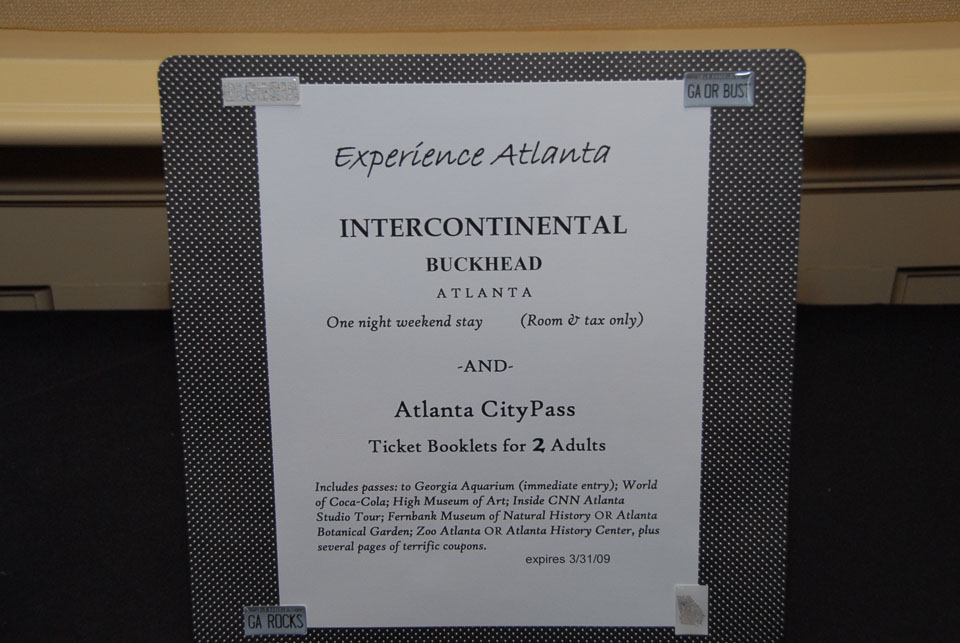 GA OR BUST
Experience Atlanta
INTERCONTINENTAL
BUCKHEAD
ATLANTA
One night weekend stay (Room & tax only)
-AND-
Atlanta CityPass
Ticket Booklets for 2 Adults
Includes passes: to Georgia Aquarium (immediate entry); World
of Coca-Cola; High Museum of Art; Inside CNN Atlanta
Studio Tour; Fernbank Museum of Natural History OR Atlanta
Botanical Garden; Zoo Atlanta OR Atlanta History Center, plus
several pages of terrific coupons.
expires 3/31/09
GA ROCKS